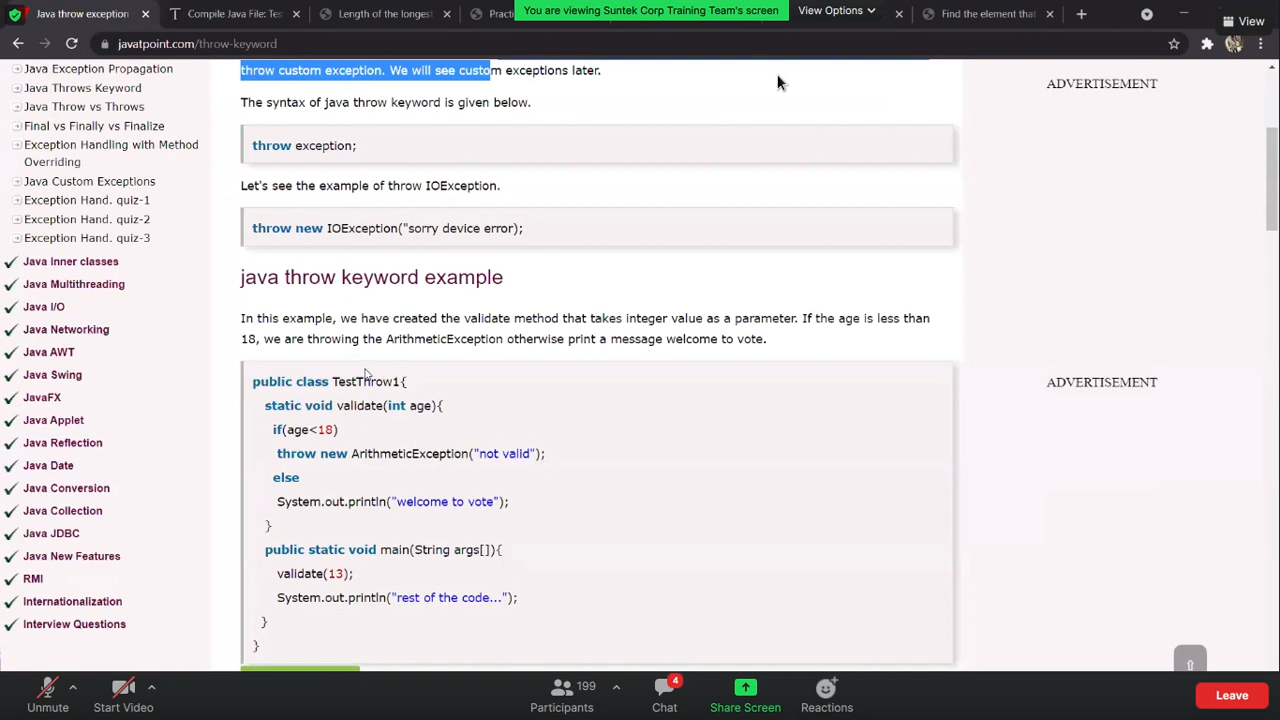 Java throw exception
Compile Java File: Test
Length of the longest
Practi
You are viewing Suntek Corp Training Team's screen
View Options
Find the element that
View
javatpoint.com/throw-keyword
Java Exception Propagation
Java Throws Keyword
Java Throw vs Throws
Final vs Finally vs Finalize
Exception Handling with Method
Overriding
Java Custom Exceptions
Exception Hand. quiz-1
Exception Hand. quiz-2
Exception Hand. quiz-3
Java Inner classes
Java Multithreading
Java I/O
Java Networking
Java AWT
Java Swing
JavaFX
Java Applet
Java Reflection
Java Date
Java Conversion
Java Collection
Java JDBC
Java New Features
RMI
Internationalization
Interview Questions
throw custom exception. We will see custom exceptions later.
The syntax of java throw keyword is given below.
throw exception;
Let's see the example of throw IOException.
throw new IOException("sorry device error);
java throw keyword example
In this example, we have created the validate method that takes integer value as a parameter. If the age is less than
18, we are throwing the ArithmeticException otherwise print a message welcome to vote.
public class TestThrow1{
static void validate(int age){
if(age<18)
throw new ArithmeticException("not valid");
else
System.out.println("welcome to vote");
}
public static void main(String args[]){
validate(13);
System.out.println("rest of the code...");
}
}
ADVERTISEMENT
ADVERTISEMENT
Unmute
Start Video
199
Participants
4
Chat
Share Screen
Reactions
Leave